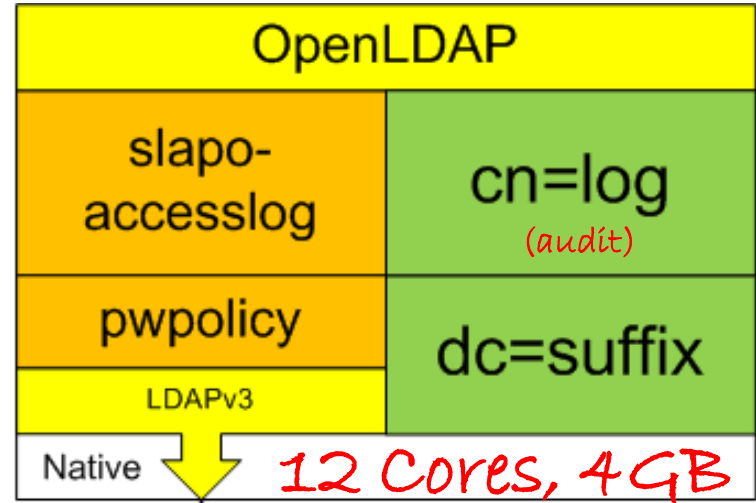 OpenLDAP
slapo-
accesslog
cn=log
(audit)
pwpolicy
dc=suffix
LDAPv3
Native
12 Cores, 4GB